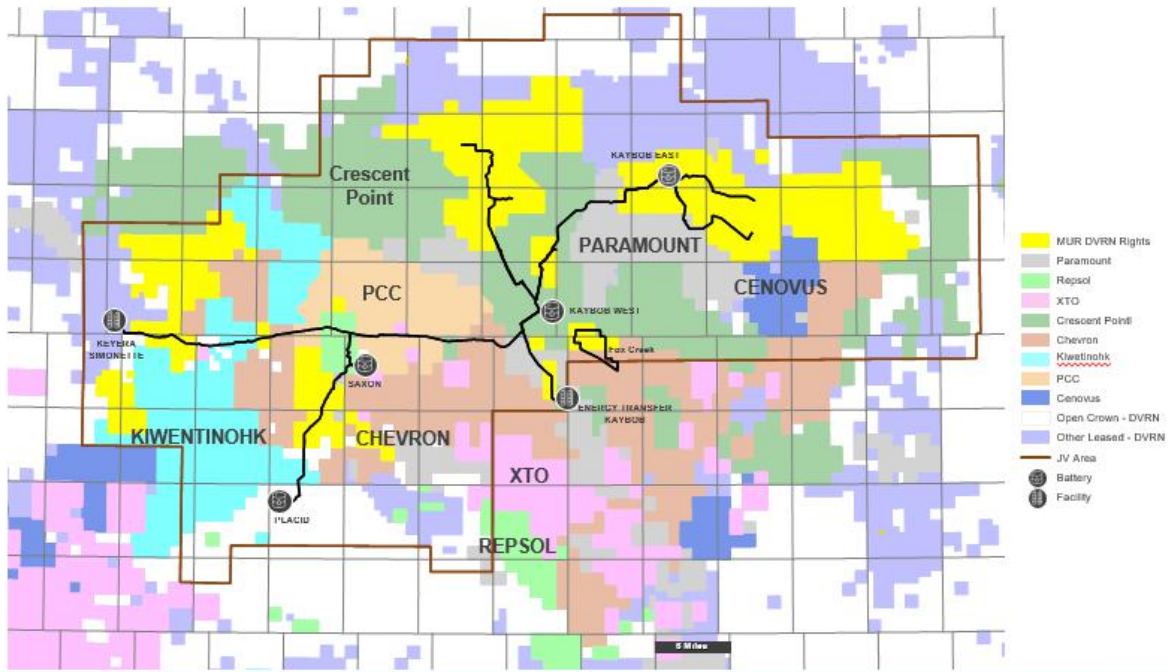 KAYBOB EAST
Crescent
Point
PARAMOUNT
PCC
CENOVUS
KAYBOB WEST
KEYERA
SIMONETTE
Fox Creek
SAXON
ENERGY TRANSFER
KAYBOB
KIWENTINOHK
CHEVRON
XTO
PLACID
REPSOL
5 Miles
MUR DVRN Rights
Paramount
Repsol
XTO
Crescent Pointl
Chevron
Kiwetinohk
PCC
Cenovus
Open Crown - DVRN
Other Leased - DVRN
JV Area
Battery
Facility